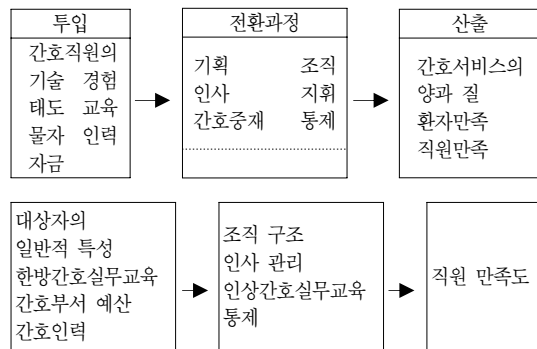 투입
간호직원의
기술 경험
태도 교육
물자 인력
자금
전환과정
기획 조직
인사 지휘
간호중재 통제
산출
간호서비스의
양과 질
환자만족
직원만족
대상자의
일반적 특성
한방간호실무교육
간호부서 예산
간호인력
조직 구조
인사 관리
인상간호실무교육
통제
직원 만족도